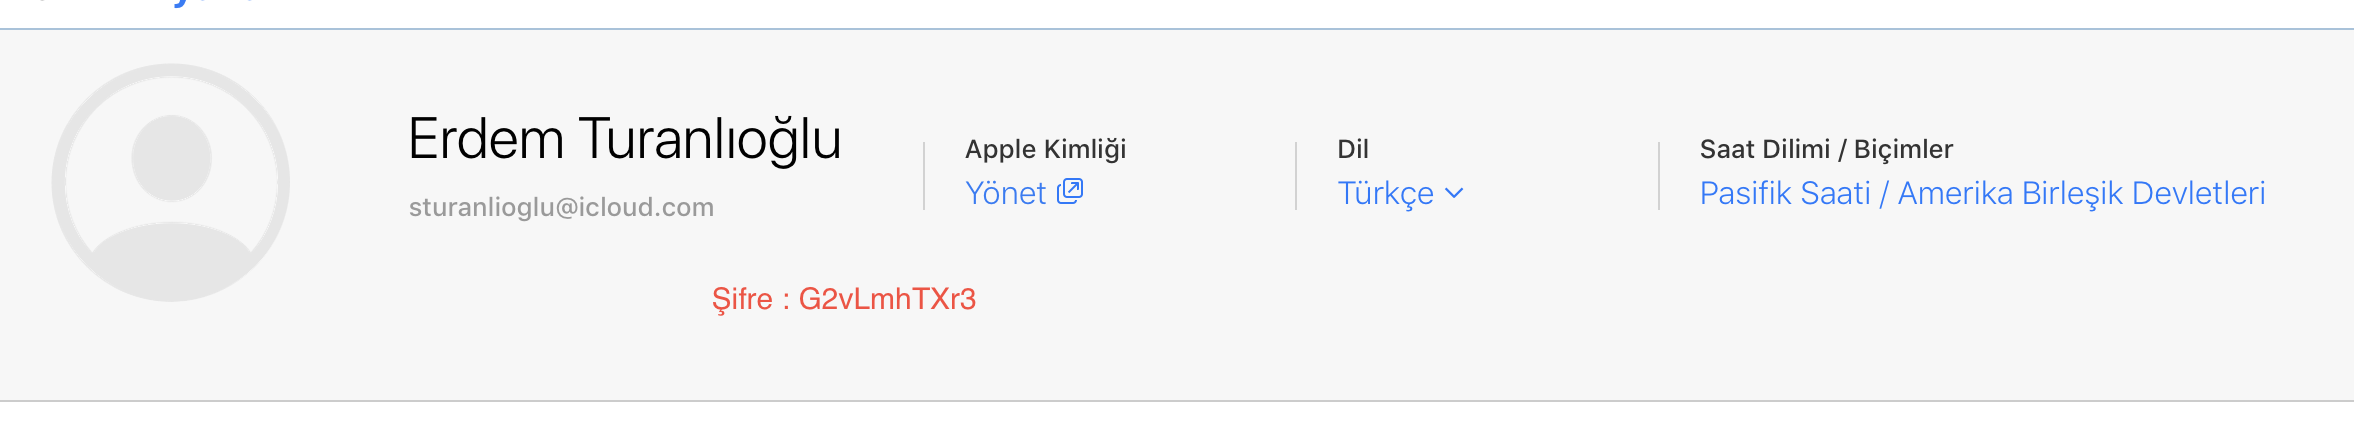 Erdem Turanlıoğlu
sturanlioglu@icloud.com
Apple Kimliği
Yönet
Dil
Türkçe
Saat Dilimi / Biçimler
Pasifik Saati / Amerika Birleşik Devletleri
Şifre : G2vLmhTXr3